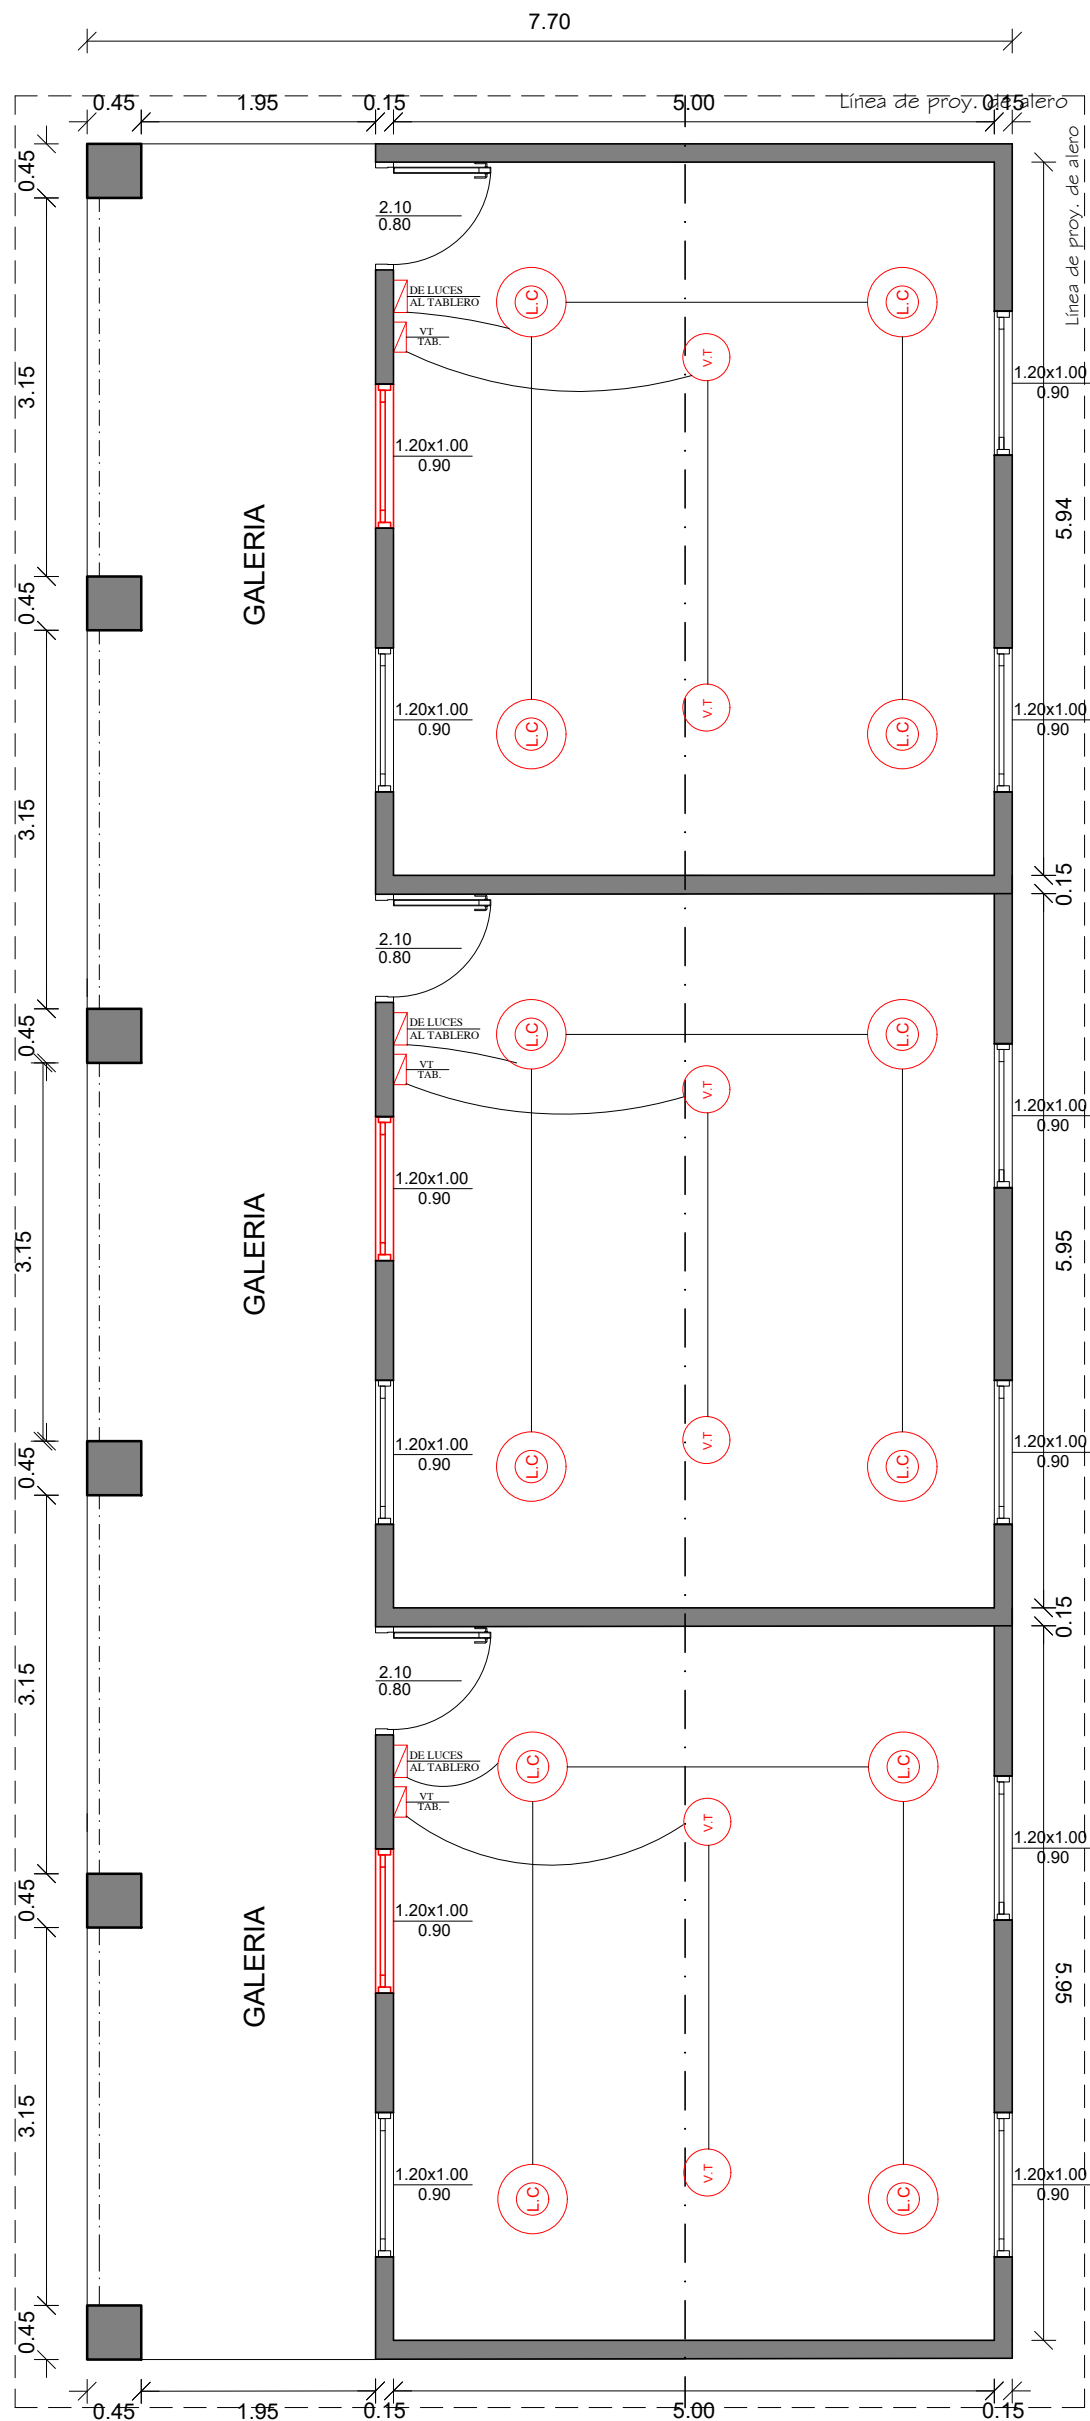 7.70
0.45
1.95
0.15
5.00
0.15
Línea de proy. de alero
Línea de proy. de alero
0.45
3.15
0.45
3.15
0.45
3.15
0.45
3.15
0.45
3.15
0.45
GALERIA
GALERIA
GALERIA
2.10
0.80
DE LUCES
AL TABLERO
VT
TAB.
L.C
L.C
V.T
1.20x1.00
0.90
1.20x1.00
0.90
5.94
V.T
L.C
L.C
1.20x1.00
0.90
1.20x1.00
0.90
0.15
2.10
0.80
DE LUCES
AL TABLERO
VT
TAB.
L.C
L.C
V.T
1.20x1.00
0.90
1.20x1.00
0.90
5.95
V.T
L.C
L.C
1.20x1.00
0.90
1.20x1.00
0.90
0.15
2.10
0.80
DE LUCES
AL TABLERO
VT
TAB.
L.C
L.C
V.T
1.20x1.00
0.90
1.20x1.00
0.90
5.95
V.T
L.C
L.C
1.20x1.00
0.90
1.20x1.00
0.90
0.45
1.95
0.15
5.00
0.15